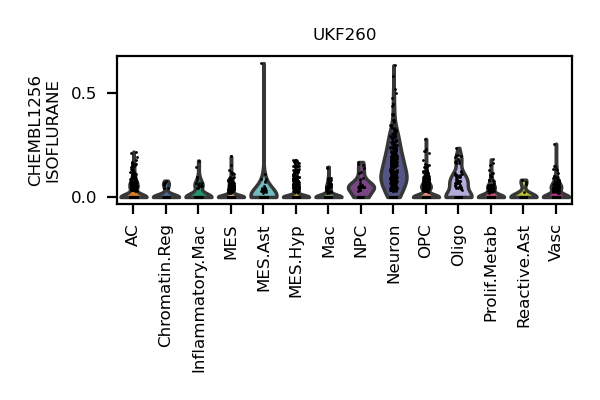 UKF260
CHEMBL1256
ISOFLURANE
0.5
0.0
AC
Chromatin.Reg
Inflammatory.Mac
MES
MES.Ast
MES.Hyp
Mac
NPC
Neuron
OPC
Oligo
Prolif.Metab
Reactive.Ast
Vasc